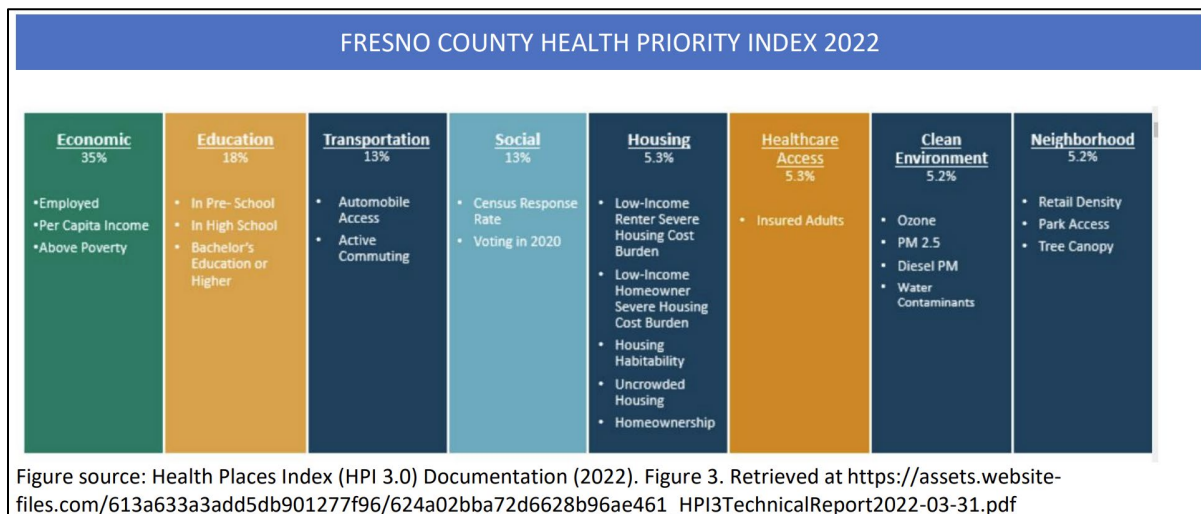 FRESNO COUNTY HEALTH PRIORITY INDEX 2022
Economic
35%
•Employed
•Per Capita Income
•Above Poverty
Education
18%
• In Pre- School
• In High School
• Bachelor's
Education or
Higher
Transportation
13%
• Automobile
Access
• Active
Commuting
Social
13%
• Census Response
Rate
• Voting in 2020
Housing
5.3%
• Low-Income
Renter Severe
Housing Cost
Burden
• Low-Income
Homeowner
Severe Housing
Cost Burden
• Housing
Habitability
• Uncrowded
Housing
• Homeownership
Healthcare
Access
5.3%
• Insured Adults
Clean
Environment
5.2%
• Ozone
• PM 2.5
• Diesel PM
• Water
Contaminants
Neighborhood
5.2%
• Retail Density
• Park Access
• Tree Canopy
Figure source: Health Places Index (HPI 3.0) Documentation (2022). Figure 3. Retrieved at https://assets.website-
files.com/613a633a3add5db901277f96/624a02bba72d6628b96ae461_HPI3TechnicalReport2022-03-31.pdf